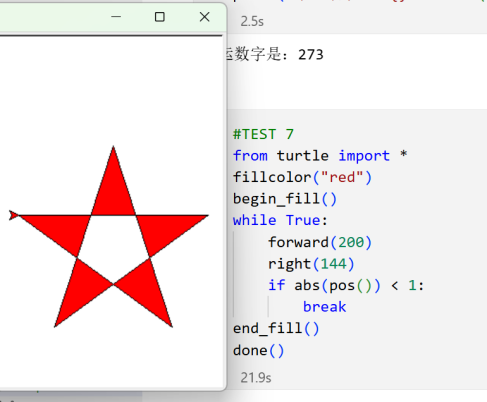 2.5s
运数字是：273
#TEST 7
from turtle import *
fillcolor("red")
begin_fill()
while True:
    forward(200)
    right(144)
    if abs(pos()) < 1:
        break
end_fill()
done()
21.9s